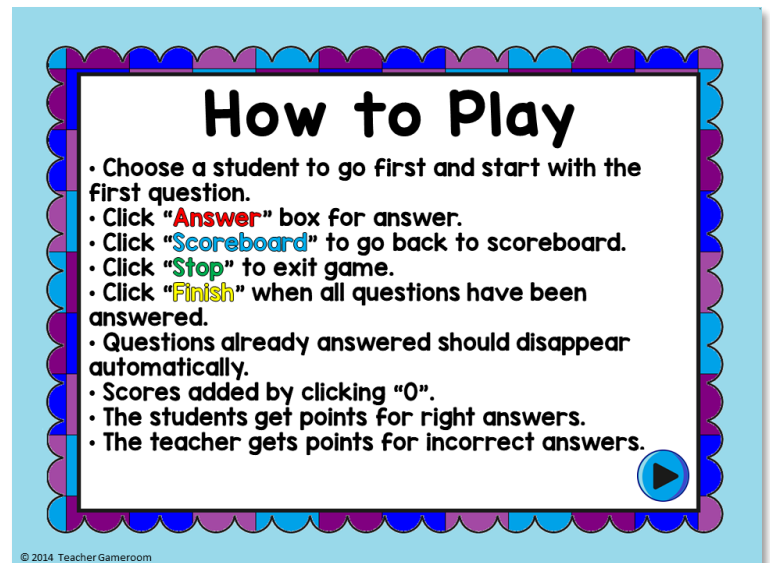 How to Play
• Choose a student to go first and start with the
first question.
• Click “Answer” box for answer.
• Click “Scoreboard” to go back to scoreboard.
• Click “Stop” to exit game.
• Click “Finish” when all questions have been
answered.
• Questions already answered should disappear
automatically.
• Scores added by clicking “0”.
• The students get points for right answers.
• The teacher gets points for incorrect answers.
© 2014 Teacher Gameroom